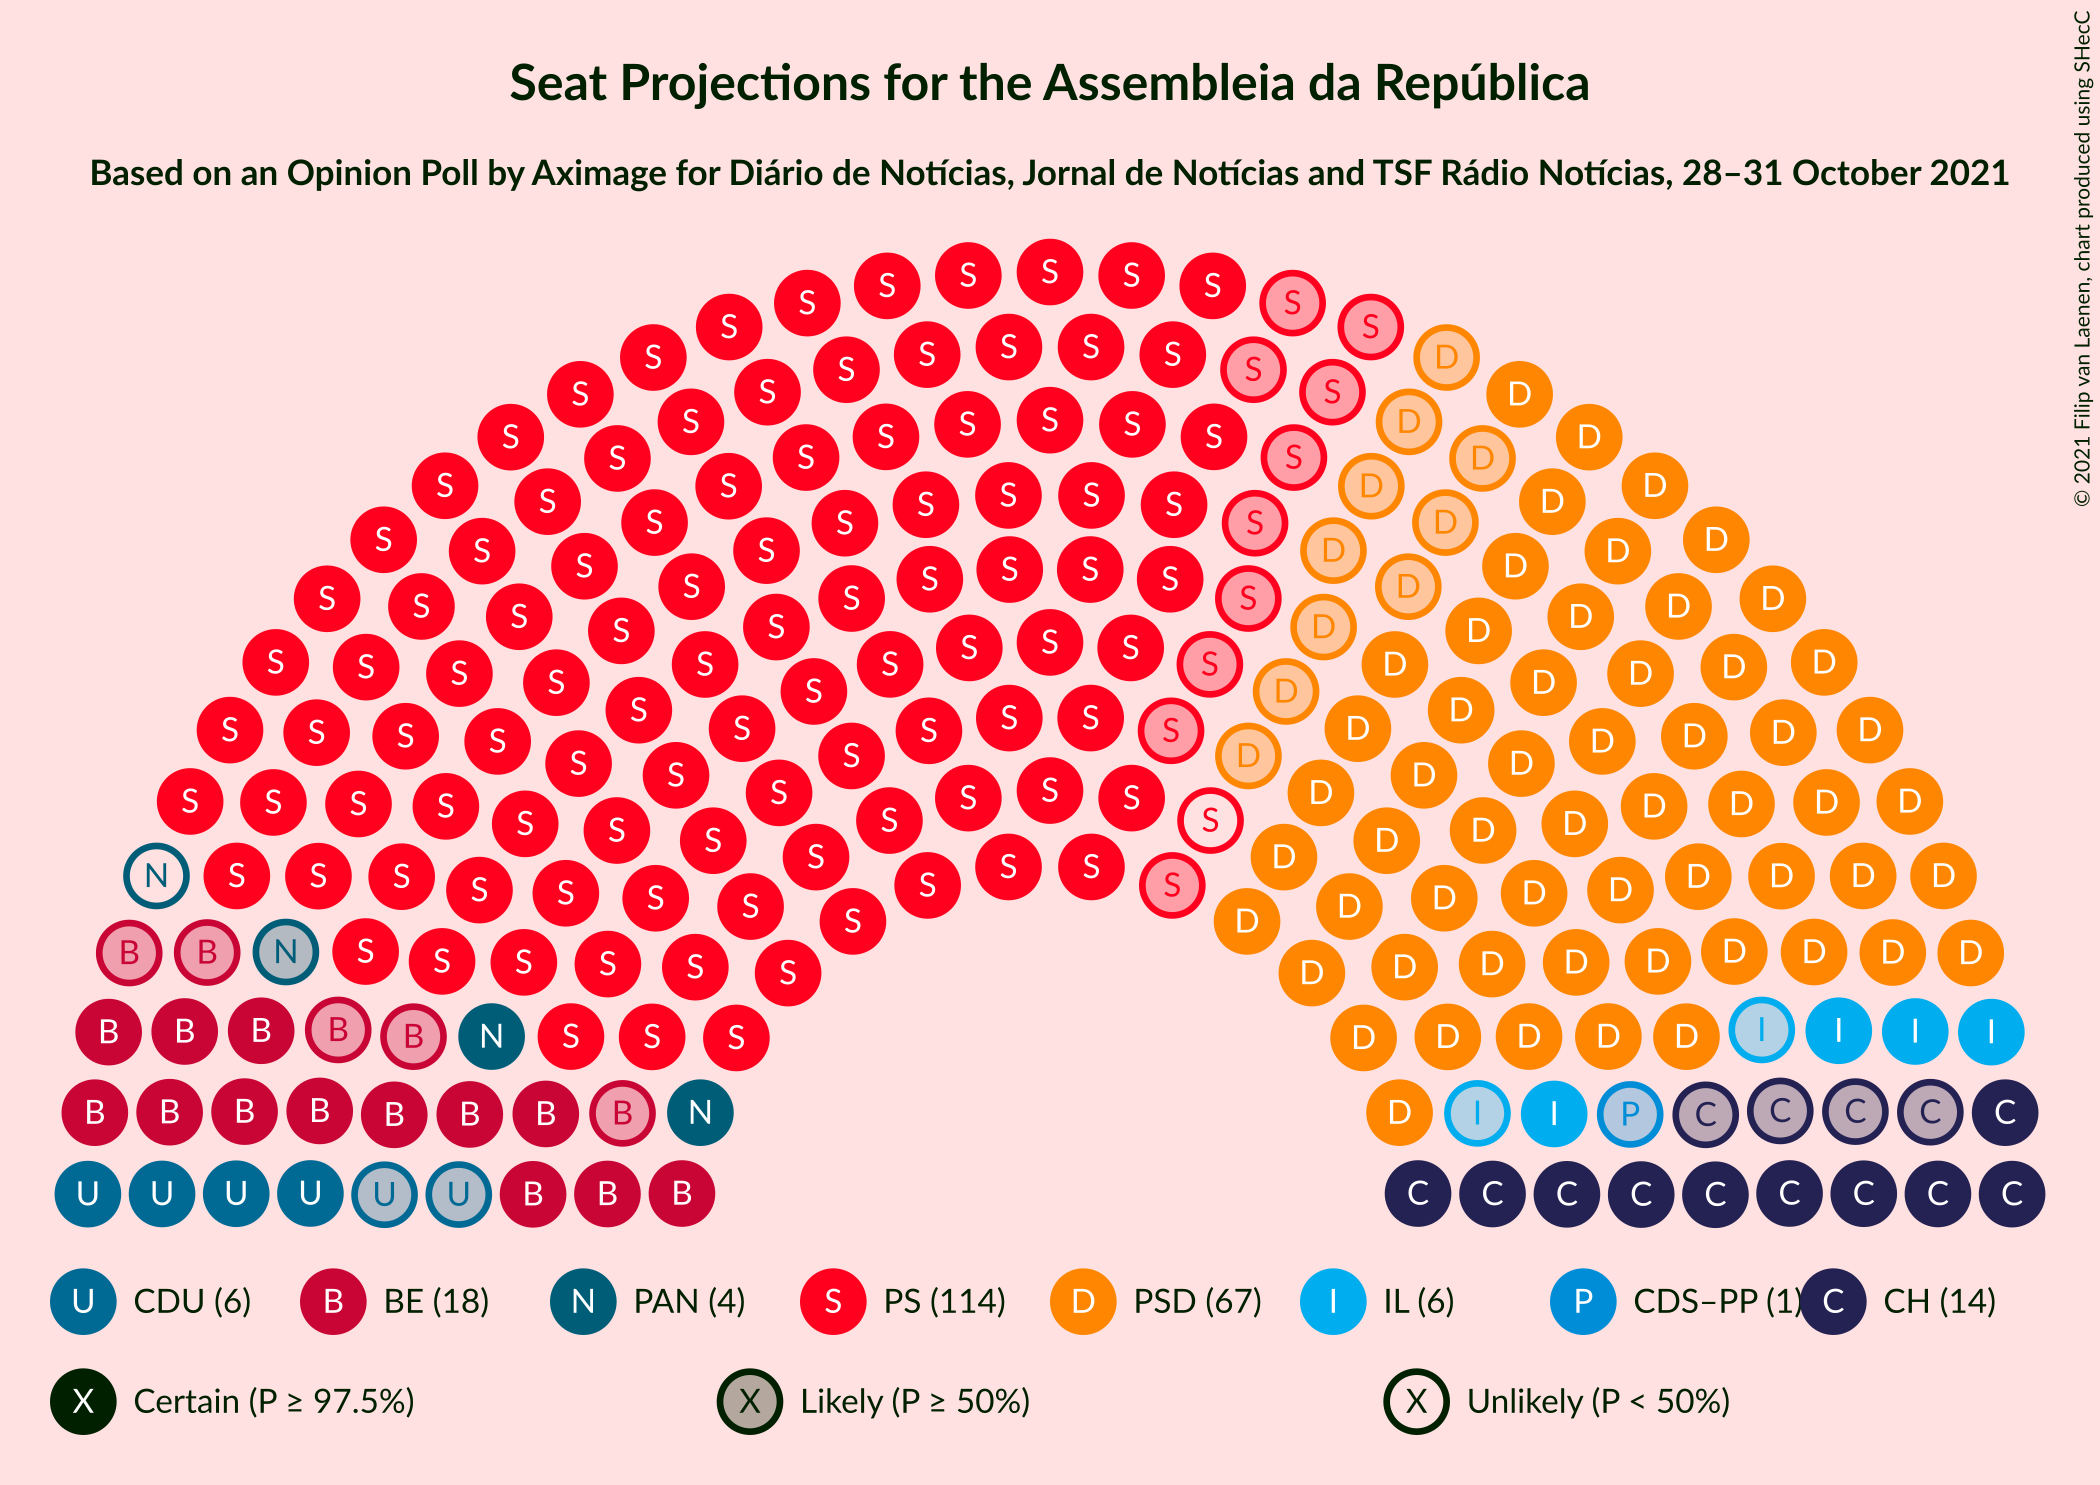 Seat Projections for the Assembleia da República
Based on an Opinion Poll by Aximage for Diário de Notícias, Jornal de Notícias and TSF Rádio Notícias, 28–31 October 2021
© 2021 Filip van Laenen, chart produced using SHecC
U CDU (6) B BE (18) N PAN (4) S PS (114) D PSD (67) I IL (6) P CDS–PP (1) C CH (14)
X Certain (P ≥ 97.5%) X Likely (P ≥ 50%) X Unlikely (P < 50%)